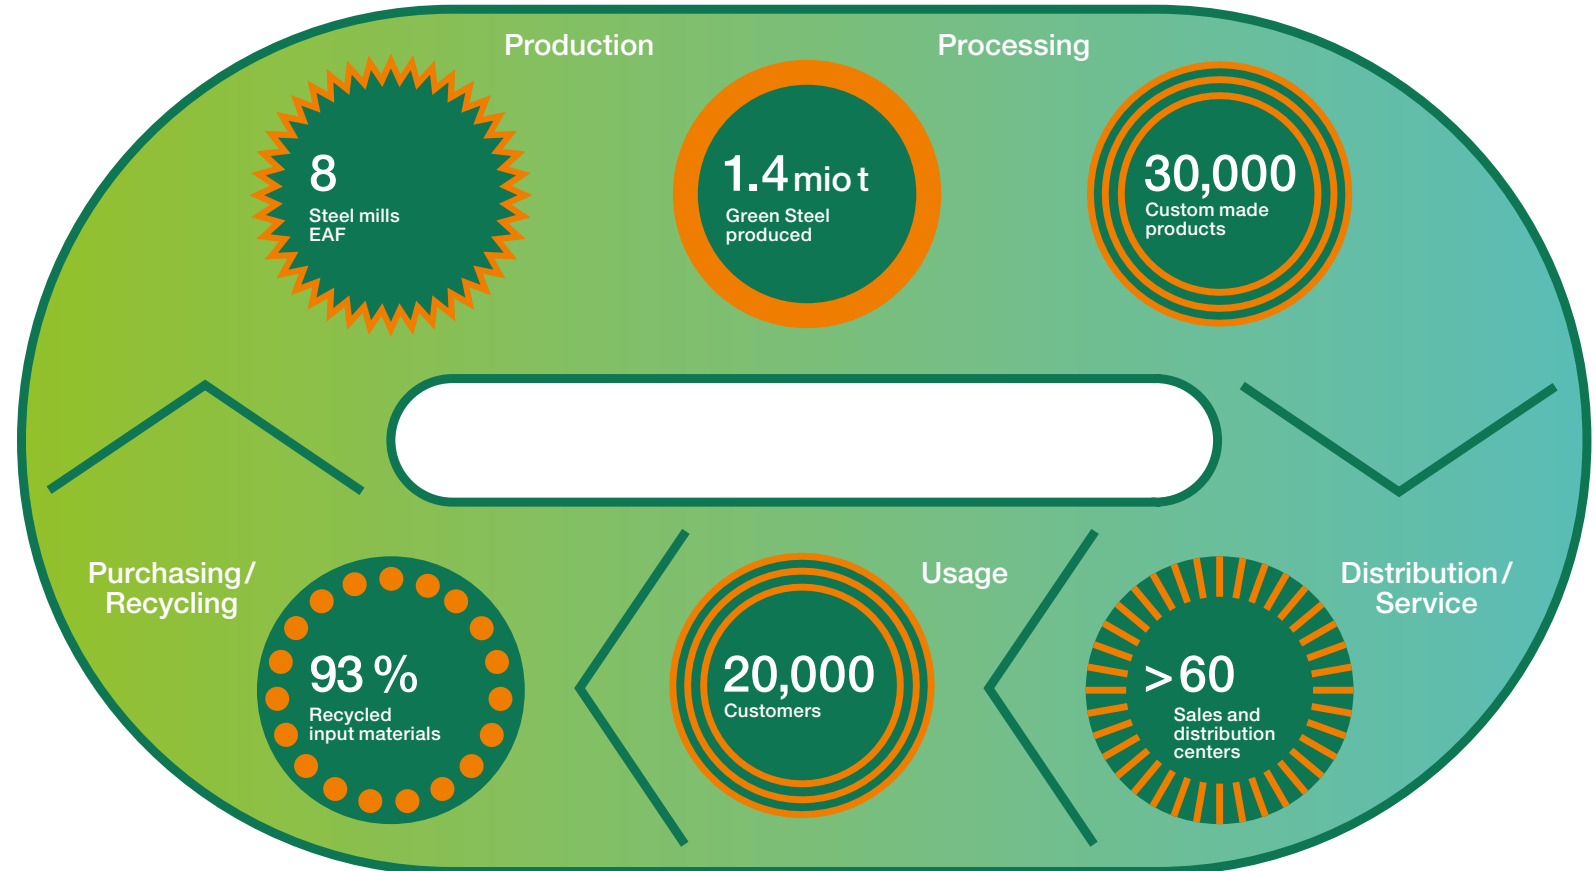 Production
Processing
8
Steel mills
EAF
1.4 mio t
Green Steel
produced
30,000
Custom made
products
Purchasing/
Recycling
93 %
Recycled
input materials
Usage
20,000
Customers
Distribution/
Service
> 60
Sales and
distribution
centers